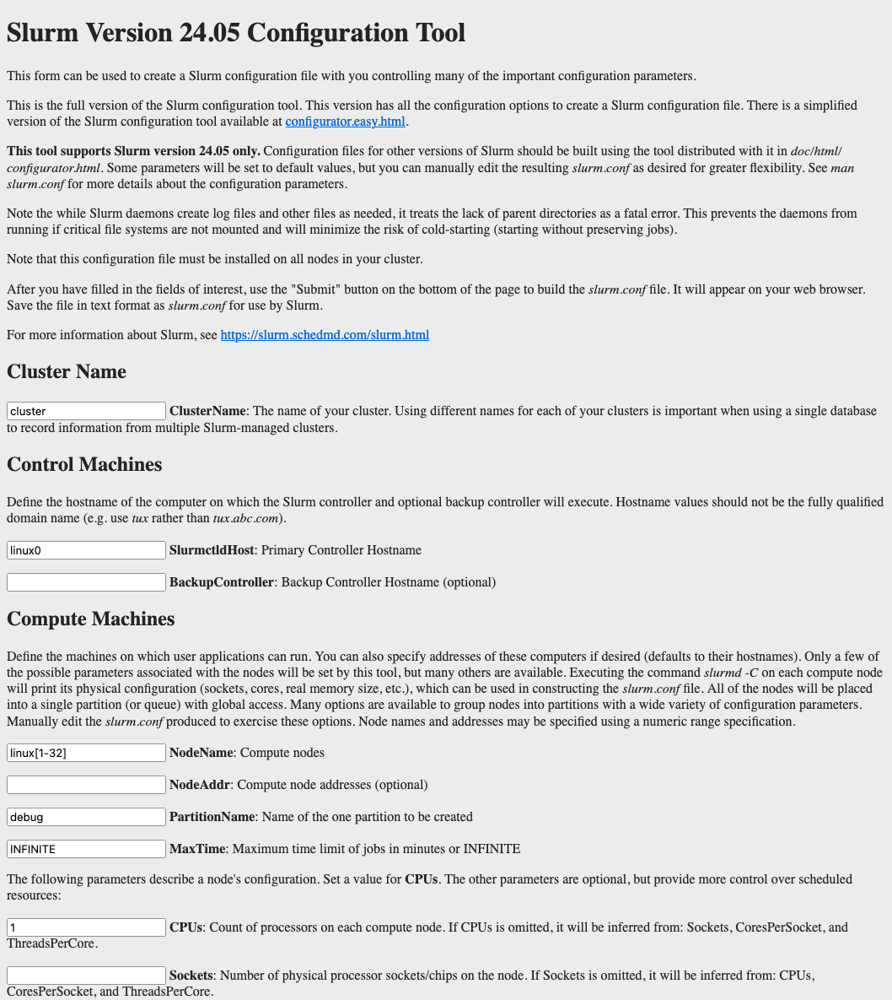 Slurm Version 24.05 Configuration Tool
This form can be used to create a Slurm configuration file with you controlling many of the important configuration parameters.
This is the full version of the Slurm configuration tool. This version has all the configuration options to create a Slurm configuration file. There is a simplified
version of the Slurm configuration tool available at configurator.easy.html.
This tool supports Slurm version 24.05 only. Configuration files for other versions of Slurm should be built using the tool distributed with it in doc/html/
configurator.html. Some parameters will be set to default values, but you can manually edit the resulting slurm.conf as desired for greater flexibility. See man
slurm.conf for more details about the configuration parameters.
Note the while Slurm daemons create log files and other files as needed, it treats the lack of parent directories as a fatal error. This prevents the daemons from
running if critical file systems are not mounted and will minimize the risk of cold-starting (starting without preserving jobs).
Note that this configuration file must be installed on all nodes in your cluster.
After you have filled in the fields of interest, use the "Submit" button on the bottom of the page to build the slurm.conf file. It will appear on your web browser.
Save the file in text format as slurm.conf for use by Slurm.
For more information about Slurm, see https://slurm.schedmd.com/slurm.html
Cluster Name
cluster ClusterName: The name of your cluster. Using different names for each of your clusters is important when using a single database
to record information from multiple Slurm-managed clusters.
Control Machines
Define the hostname of the computer on which the Slurm controller and optional backup controller will execute. Hostname values should not be the fully qualified
domain name (e.g. use tux rather than tux.abc.com).
linux0 SlurmctldHost: Primary Controller Hostname
BackupController: Backup Controller Hostname (optional)
Compute Machines
Define the machines on which user applications can run. You can also specify addresses of these computers if desired (defaults to their hostnames). Only a few of
the possible parameters associated with the nodes will be set by this tool, but many others are available. Executing the command slurmd -C on each compute node
will print its physical configuration (sockets, cores, real memory size, etc.), which can be used in constructing the slurm.conf file. All of the nodes will be placed
into a single partition (or queue) with global access. Many options are available to group nodes into partitions with a wide variety of configuration parameters.
Manually edit the slurm.conf produced to exercise these options. Node names and addresses may be specified using a numeric range specification.
linux[1-32] NodeName: Compute nodes
NodeAddr: Compute node addresses (optional)
debug PartitionName: Name of the one partition to be created
INFINITE MaxTime: Maximum time limit of jobs in minutes or INFINITE
The following parameters describe a node's configuration. Set a value for CPUs. The other parameters are optional, but provide more control over scheduled
resources:
1 CPUs: Count of processors on each compute node. If CPUs is omitted, it will be inferred from: Sockets, CoresPerSocket, and
ThreadsPerCore.
Sockets: Number of physical processor sockets/chips on the node. If Sockets is omitted, it will be inferred from: CPUs,
CoresPerSocket, and ThreadsPerCore.